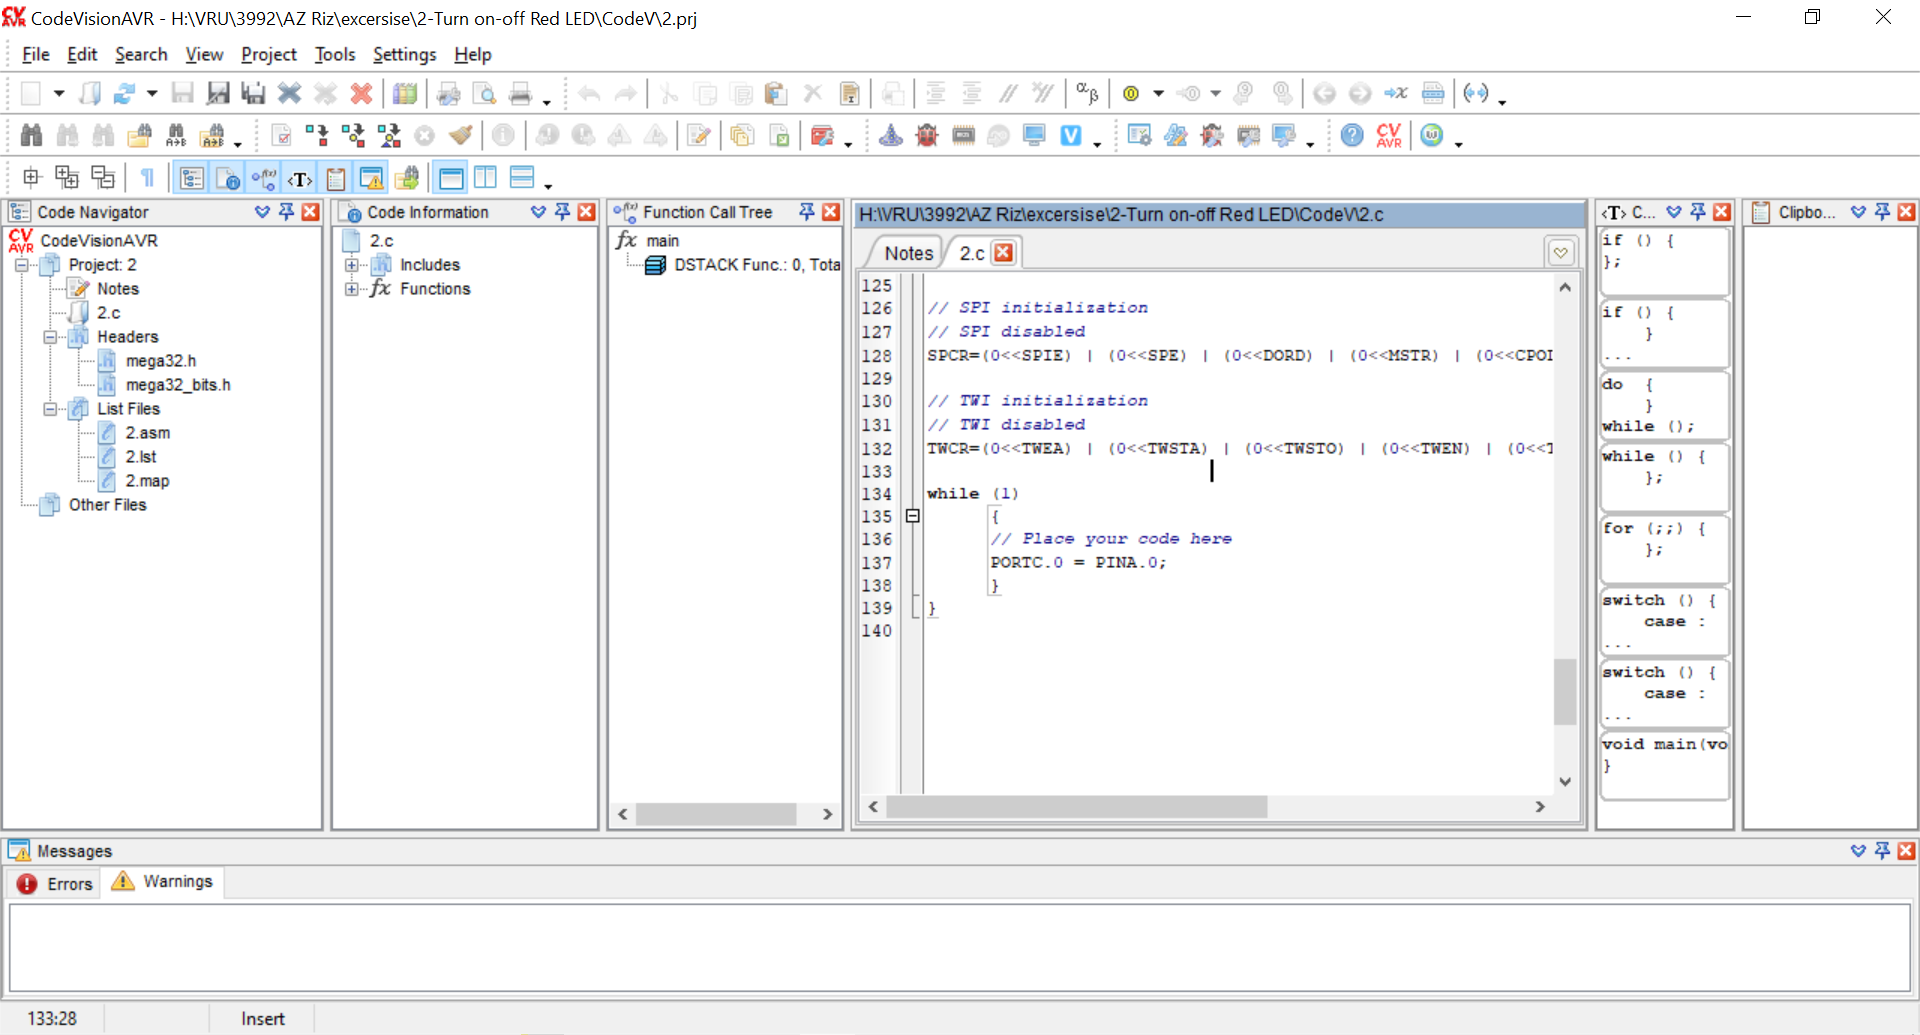 CodeVisionAVR - H:\VRU\3992\AZ Riz\excersise\2-Turn on-off Red LED\CodeV\2.prj
File Edit Search View Project Tools Settings Help
Code Navigator
CodeVisionAVR
Project: 2
Notes
2.c
Headers
mega32.h
mega32_bits.h
List Files
2.asm
2.lst
2.map
Other Files
Code Information
2.c
Includes
Functions
Function Call Tree
fx main
DSTACK Func.: 0, Tota
H:\VRU\3992\AZ Riz\excersise\2-Turn on-off Red LED\CodeV\2.c
Notes 2.c
125
126 // SPI initialization
127 // SPI disabled
128 SPCR=(0<<SPIE) | (0<<SPE) | (0<<DORD) | (0<<MSTR) | (0<<CPOL
129
130 // TWI initialization
131 // TWI disabled
132 TWCR=(0<<TWEA) | (0<<TWSTA) | (0<<TWSTO) | (0<<TWEN) | (0<<T
133
134 while (1)
135 {
136 // Place your code here
137 PORTC.0 = PINA.0;
138 }
139 }
140
<T> C...
if () {
};
if () {
}
...
do {
}
while ();
while () {
};
for (;;) {
};
switch () {
case :
...
switch () {
case :
...
void main(vo
}
Clipbo...
Messages
Errors Warnings
133:28 Insert